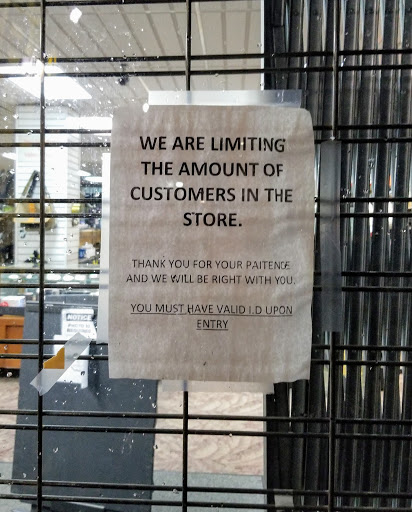 WE ARE LIMITING
THE AMOUNT OF
CUSTOMERS IN THE
STORE.
THANK YOU FOR YOUR PAITENCE
AND WE WILL BE RIGHT WITH YOU.
YOU MUST HAVE VALID I.D UPON
ENTRY
NOTICE